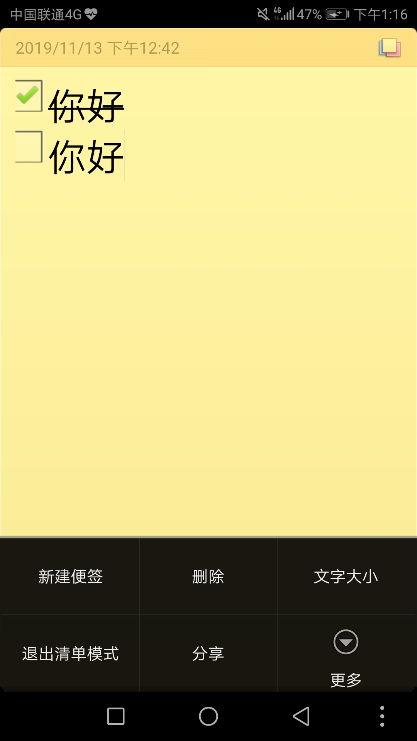 中国联通4G 4G 47% 下午1:16
2019/11/13 下午12:42
你好
你好
新建便签 删除 文字大小
退出清单模式 分享 更多